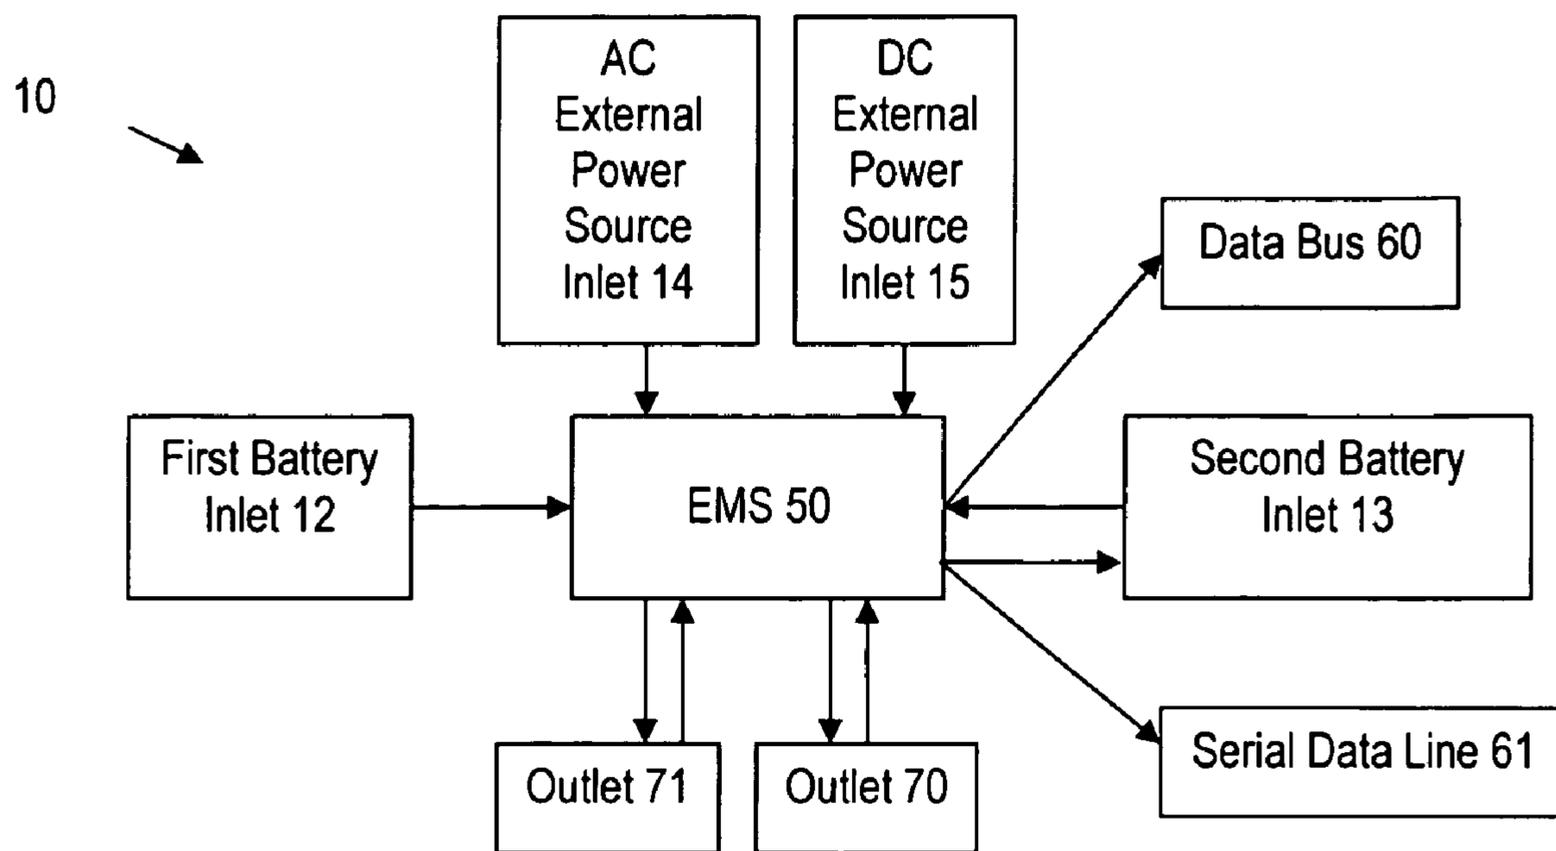 10
AC
External
Power
Source
Inlet 14
DC
External
Power
Source
Inlet 15
Data Bus 60
First Battery
Inlet 12
EMS 50
Second Battery
Inlet 13
Outlet 71
Outlet 70
Serial Data Line 61